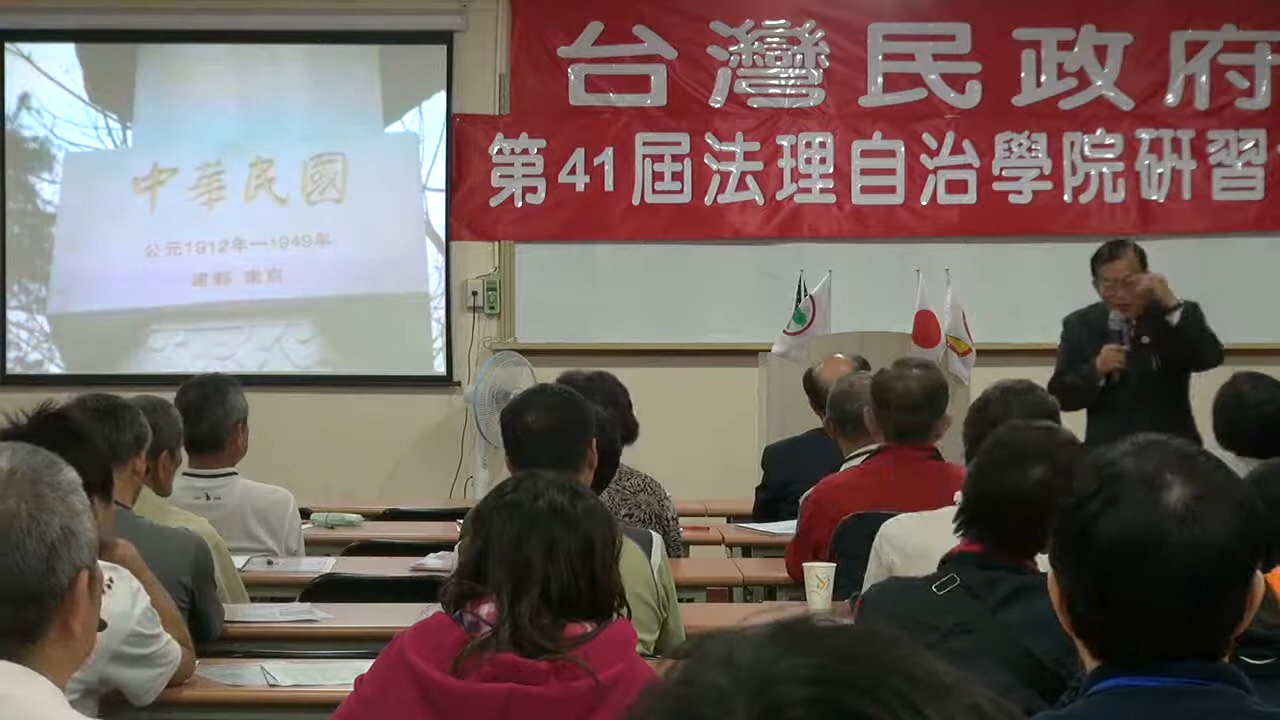 台灣民政府
第41屆法理自治學院研習
中華民國
公元1912年—1949年
建都 南京